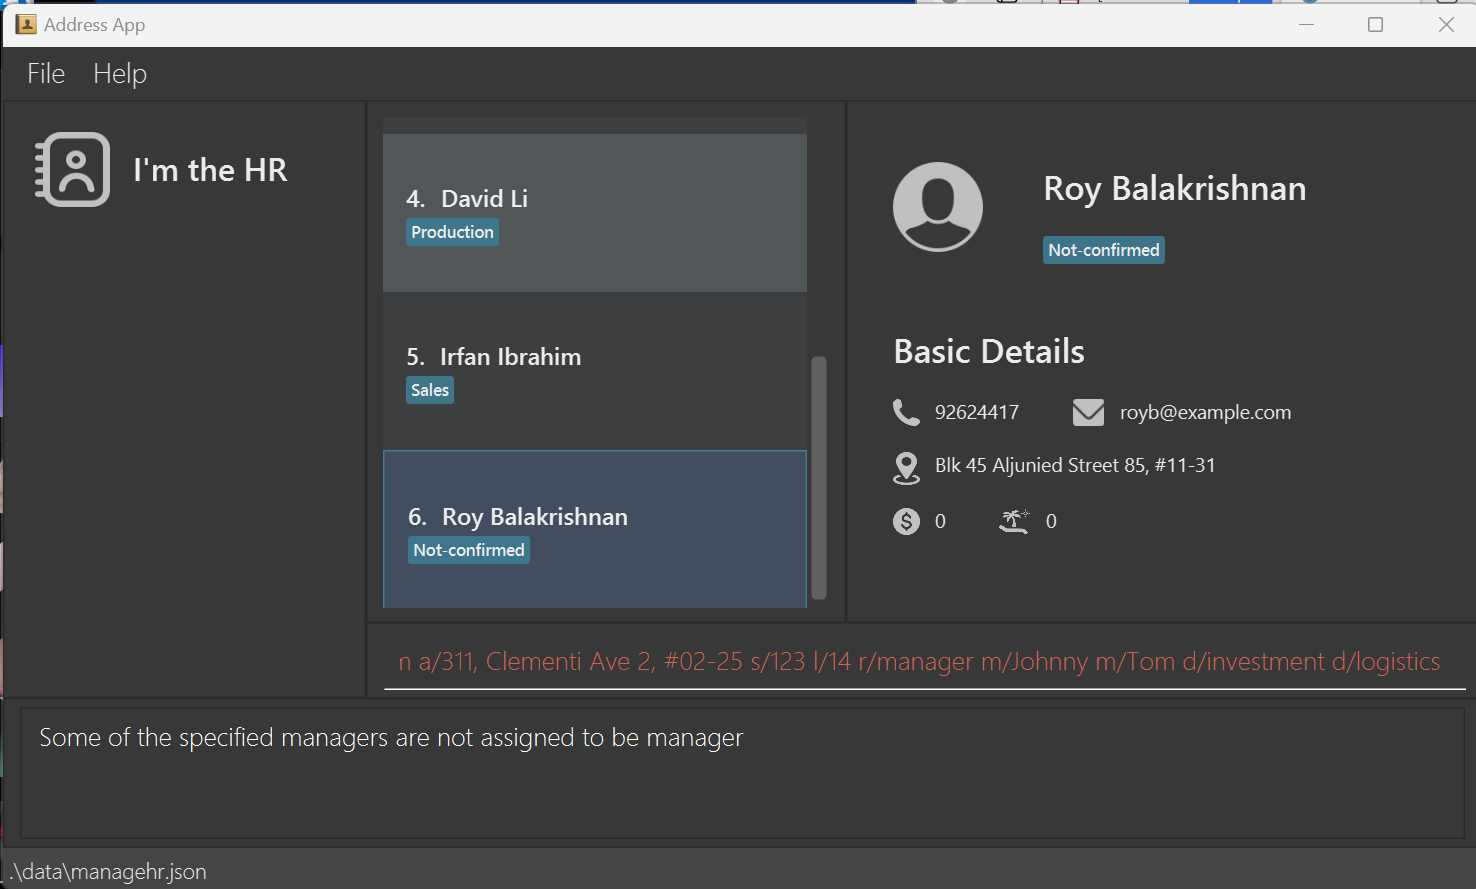 Address App
File Help
I'm the HR
4. David Li
Production
5. Irfan Ibrahim
Sales
6. Roy Balakrishnan
Not-confirmed
Roy Balakrishnan
Not-confirmed
Basic Details
92624417 royb@example.com
Blk 45 Aljunied Street 85, #11-31
0 0
n a/311, Clementi Ave 2, #02-25 s/123 l/14 r/manager m/Johnny m/Tom d/investment d/logistics
Some of the specified managers are not assigned to be manager
.\data\managehr.json